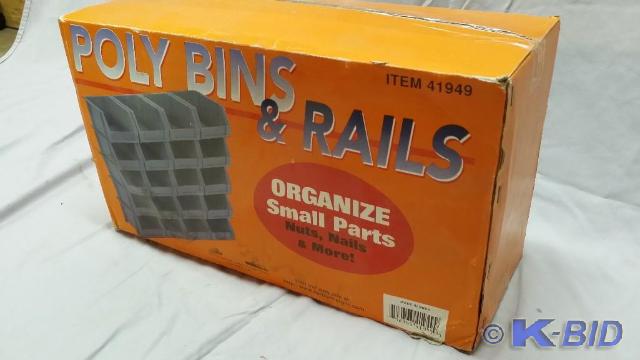 POLY BINS
& RAILS
ITEM 41949
ORGANIZE
Small Parts
Nuts, Nails
& More!
© K-BID